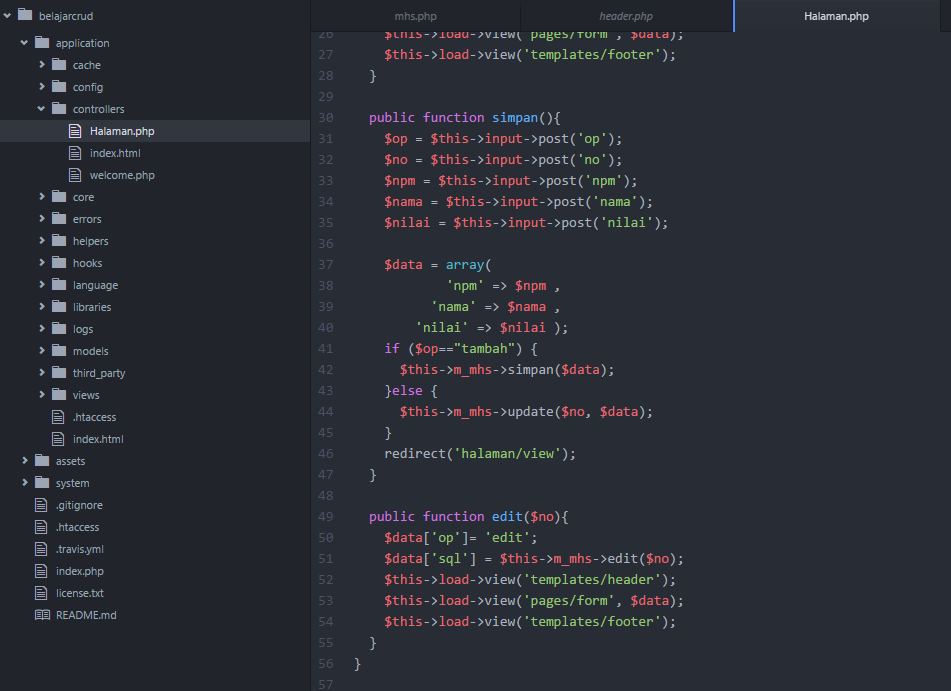 belajarcrud
application
cache
config
controllers
Halaman.php
index.html
welcome.php
core
errors
helpers
hooks
language
libraries
logs
models
third_party
views
.htaccess
index.html
assets
system
.gitignore
.htaccess
.travis.yml
index.php
license.txt
README.md
mhs.php
header.php
Halaman.php
26 $this->load->view('pages/form', $data);
27 $this->load->view('templates/footer');
28 }
29
30 public function simpan(){
31 $op = $this->input->post('op');
32 $no = $this->input->post('no');
33 $npm = $this->input->post('npm');
34 $nama = $this->input->post('nama');
35 $nilai = $this->input->post('nilai');
36
37 $data = array(
38 'npm' => $npm ,
39 'nama' => $nama ,
40 'nilai' => $nilai );
41 if ($op=="tambah") {
42 $this->m_mhs->simpan($data);
43 }else {
44 $this->m_mhs->update($no, $data);
45 }
46 redirect('halaman/view');
47 }
48
49 public function edit($no){
50 $data['op']= 'edit';
51 $data['sql'] = $this->m_mhs->edit($no);
52 $this->load->view('templates/header');
53 $this->load->view('pages/form', $data);
54 $this->load->view('templates/footer');
55 }
56 }
57